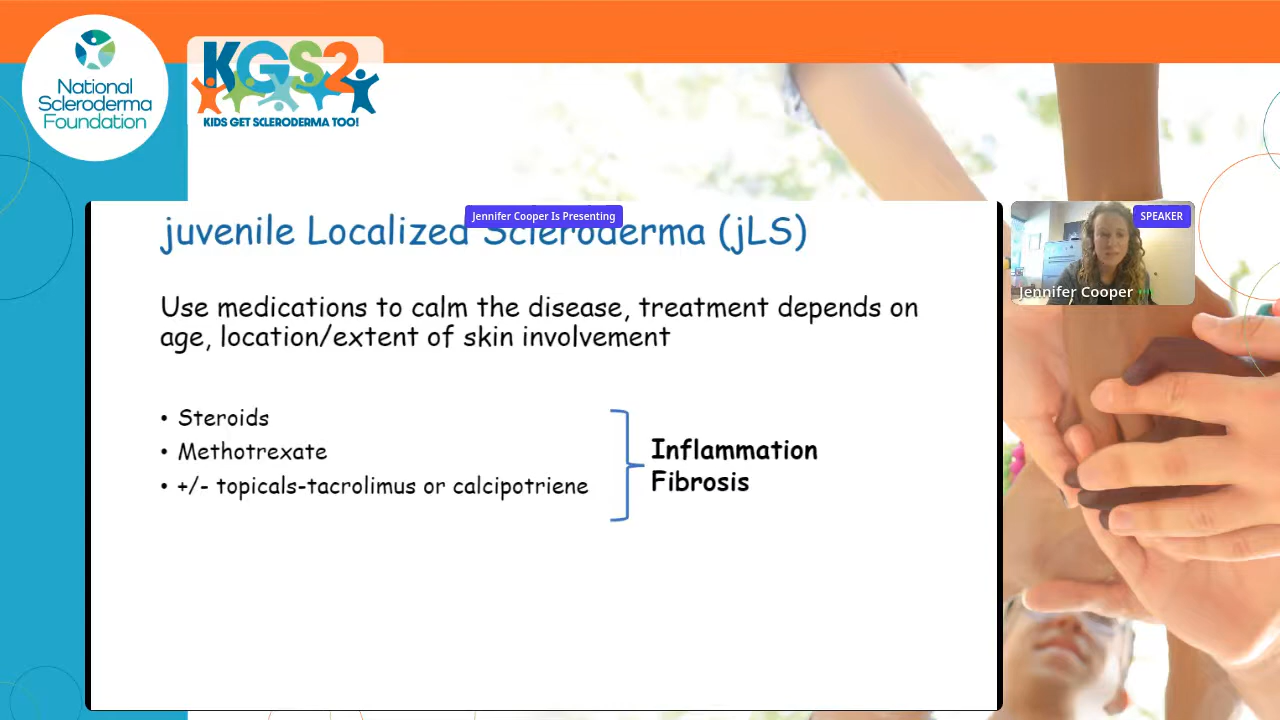 National
Scleroderma
Foundation
KGS2
KIDS GET SCLERODERMA TOO!
Jennifer Cooper Is Presenting
juvenile Localized Scleroderma (jLS)
SPEAKER
Jennifer Cooper
Use medications to calm the disease, treatment depends on
age, location/extent of skin involvement
• Steroids
• Methotrexate
• +/- topicals-tacrolimus or calcipotriene
Inflammation
Fibrosis